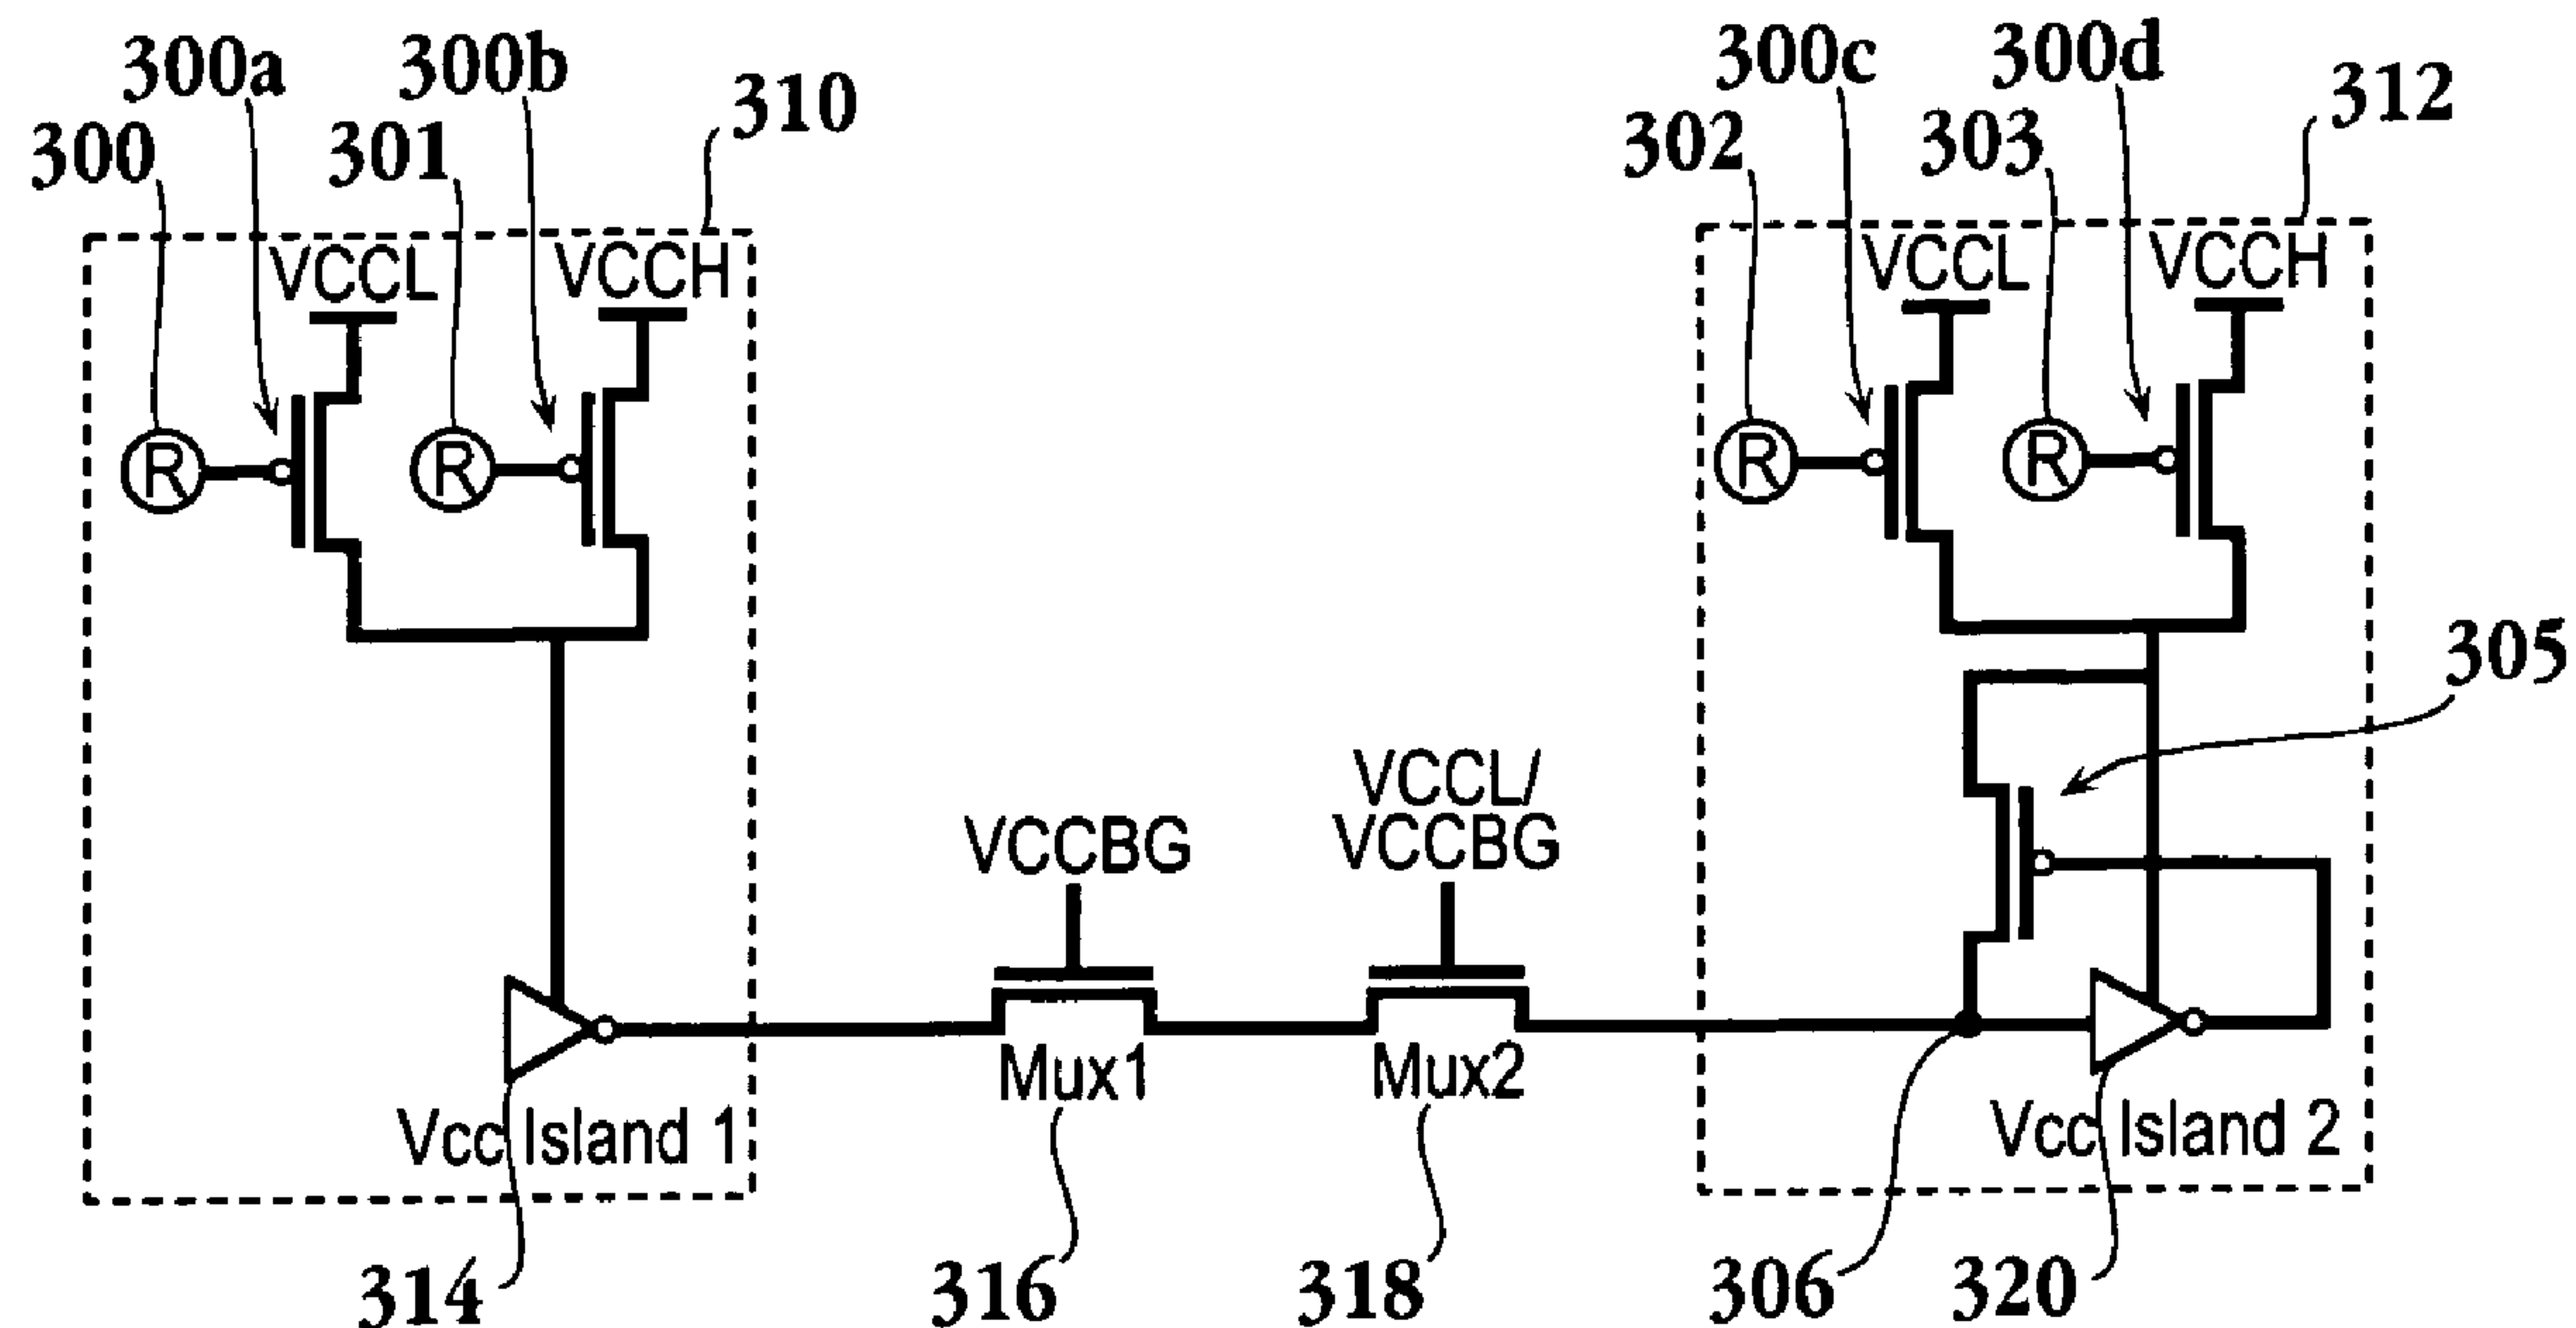 300a 300b 300c 300d
300 301 310 302 303 312
VCCL VCCH VCCL VCCH
R R R R
305
VCCBG VCCL/
VCCBG
Mux1 Mux2
Vcc Island 1 Vcc Island 2
314 316 318 306 320